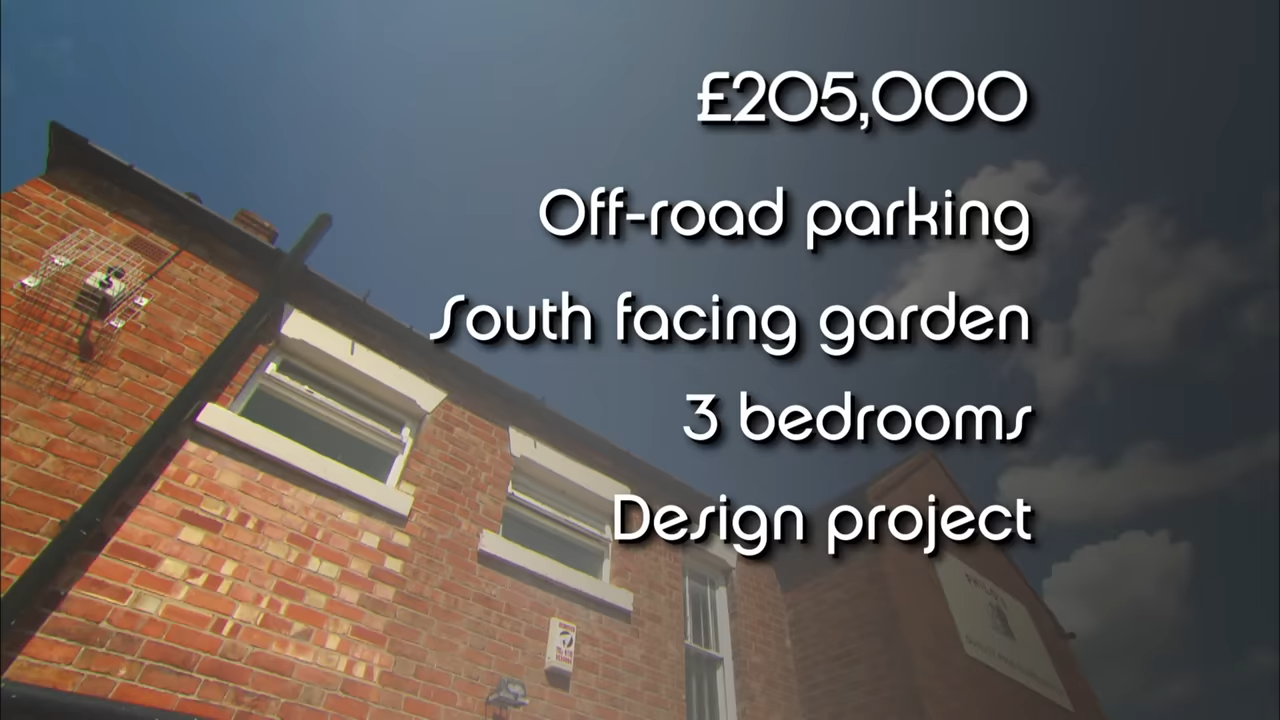 £205,000
Off-road parking
South facing garden
3 bedrooms
Design project